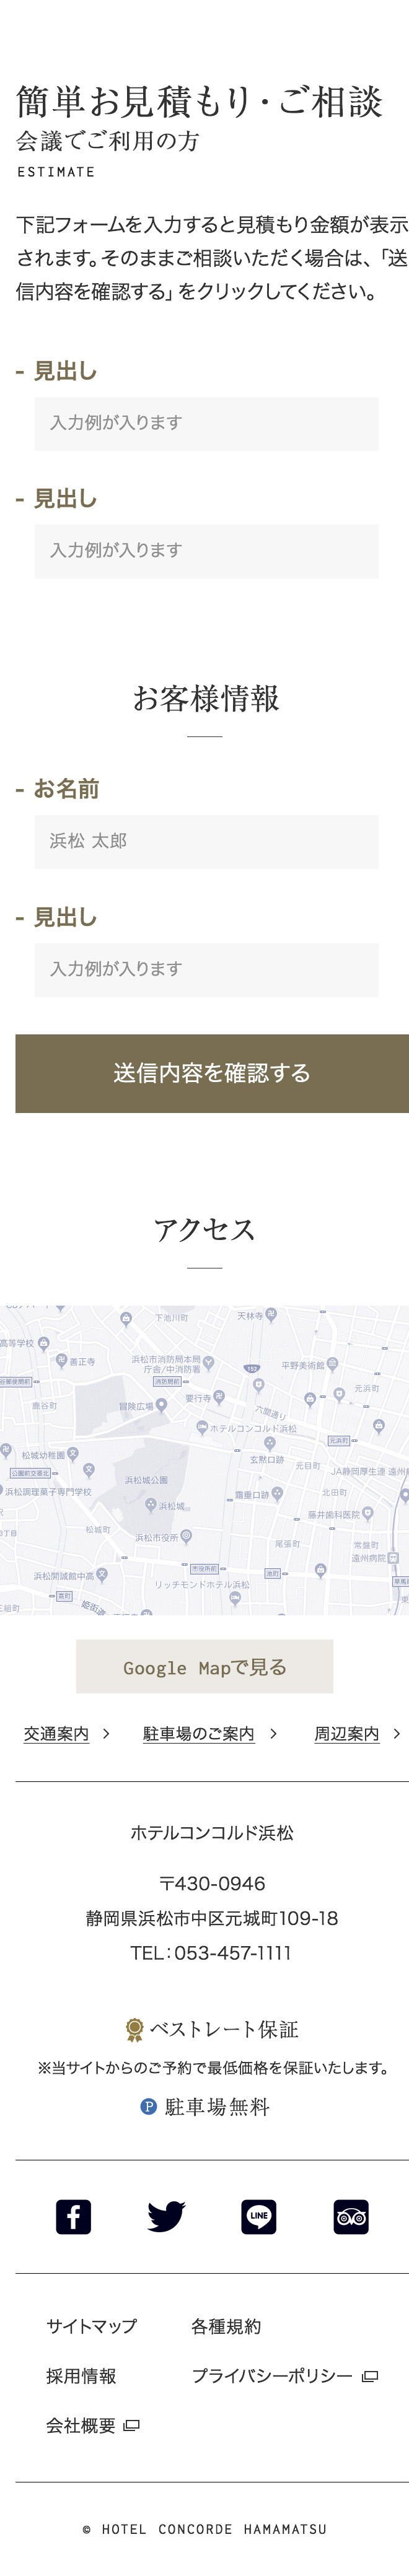 簡単お見積もり・ご相談
会議でご利用の方
ESTIMATE
下記フォームを入力すると見積もり金額が表示
されます。そのままご相談いただく場合は、「送
信内容を確認する」をクリックしてください。
- 見出し
入力例が入ります
- 見出し
入力例が入ります
お客様情報
- お名前
浜松 太郎
- 見出し
入力例が入ります
送信内容を確認する
アクセス
下池川町
天林寺
高等学校
善正寺
浜松市消防局本局
庁舎/中消防署
152
平野美術館
消防局前
元浜町
鹿谷町
冒険広場
要行寺
六間通り
ホテルコンコルド浜松
元浜町
松城幼稚園
玄黙口跡
元目町
公園前交番北
浜松城公園
JA静岡厚生連 遠州
浜松調理菓子専門学校
霜垂口跡
北田町
浜松城
藤井歯科医院
松城町
浜松市役所
尾張町
常盤町
遠州病院
市役所前
浜松開誠館中高
リッチモンドホテル浜松
Google Mapで見る
交通案内
駐車場のご案内
周辺案内
ホテルコンコルド浜松
〒430-0946
静岡県浜松市中区元城町109-18
TEL：053-457-1111
ベストレート保証
※当サイトからのご予約で最低価格を保証いたします。
P 駐車場無料
LINE
サイトマップ
各種規約
採用情報
プライバシーポリシー
会社概要
© HOTEL CONCORDE HAMAMATSU